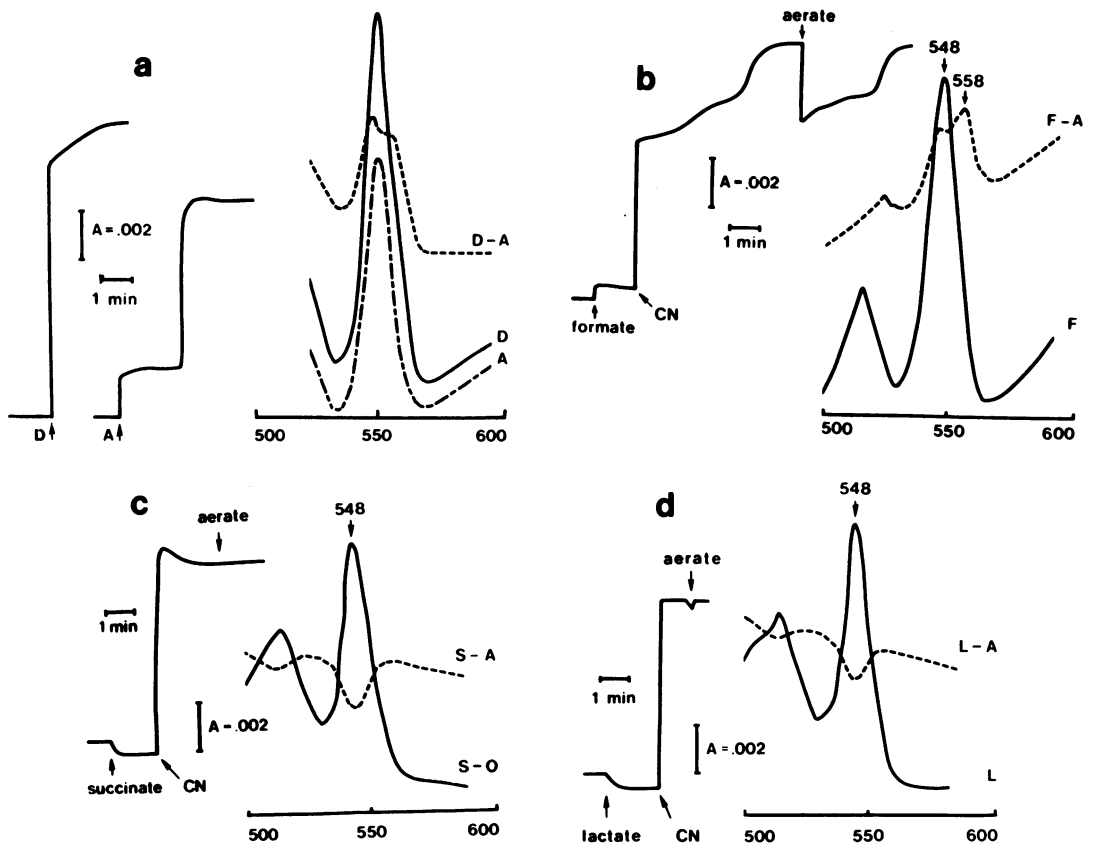 a
A = .002
1 min
D
A
D - A
D
A
500
550
600
b
aerate
548
558
F - A
A = .002
1 min
formate
CN
F
500
550
600
c
aerate
548
1 min
S - A
A = .002
succinate
CN
S - O
500
550
600
d
548
aerate
L - A
1 min
A = .002
L
lactate
CN
500
550
600